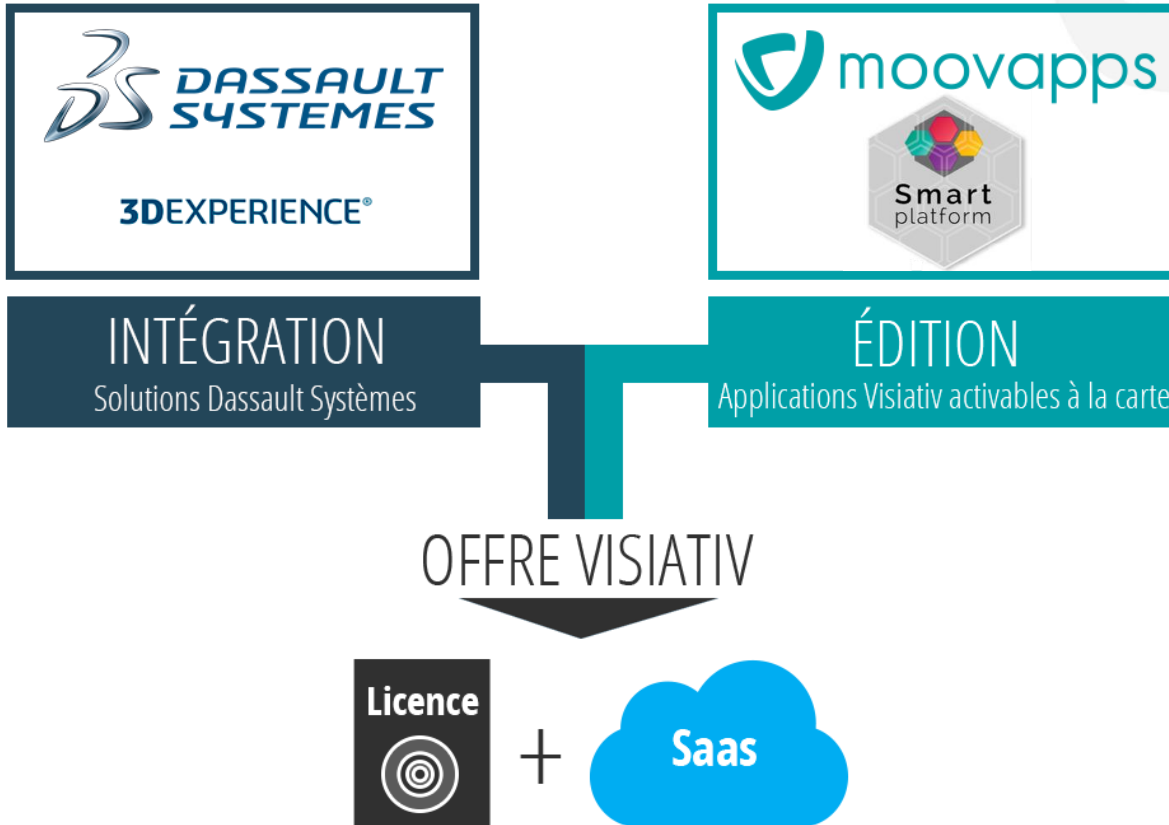 DASSAULT
SYSTEMES
3DEXPERIENCE®
moovapps
Smart
platform
INTÉGRATION
Solutions Dassault Systèmes
ÉDITION
Applications Visiativ activables à la carte
OFFRE VISIATIV
Licence
+
Saas